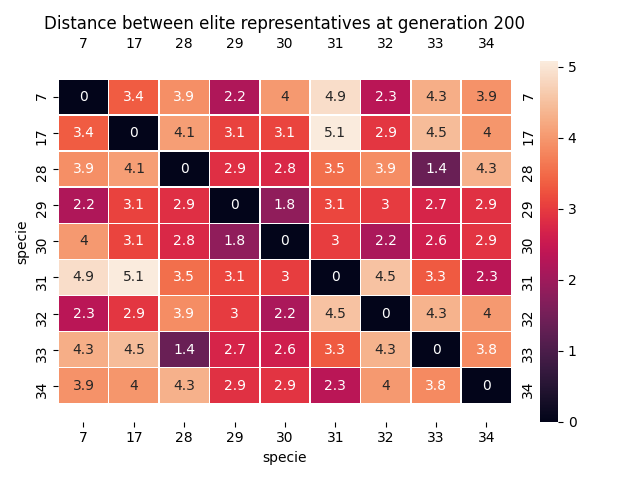 Distance between elite representatives at generation 200
7 17 28 29 30 31 32 33 34
7 0 3.4 3.9 2.2 4 4.9 2.3 4.3 3.9 7
17 3.4 0 4.1 3.1 3.1 5.1 2.9 4.5 4 17
28 3.9 4.1 0 2.9 2.8 3.5 3.9 1.4 4.3 28
29 2.2 3.1 2.9 0 1.8 3.1 3 2.7 2.9 29
30 4 3.1 2.8 1.8 0 3 2.2 2.6 2.9 30
31 4.9 5.1 3.5 3.1 3 0 4.5 3.3 2.3 31
32 2.3 2.9 3.9 3 2.2 4.5 0 4.3 4 32
33 4.3 4.5 1.4 2.7 2.6 3.3 4.3 0 3.8 33
34 3.9 4 4.3 2.9 2.9 2.3 4 3.8 0 34
7 17 28 29 30 31 32 33 34
specie
specie
5
4
3
2
1
0